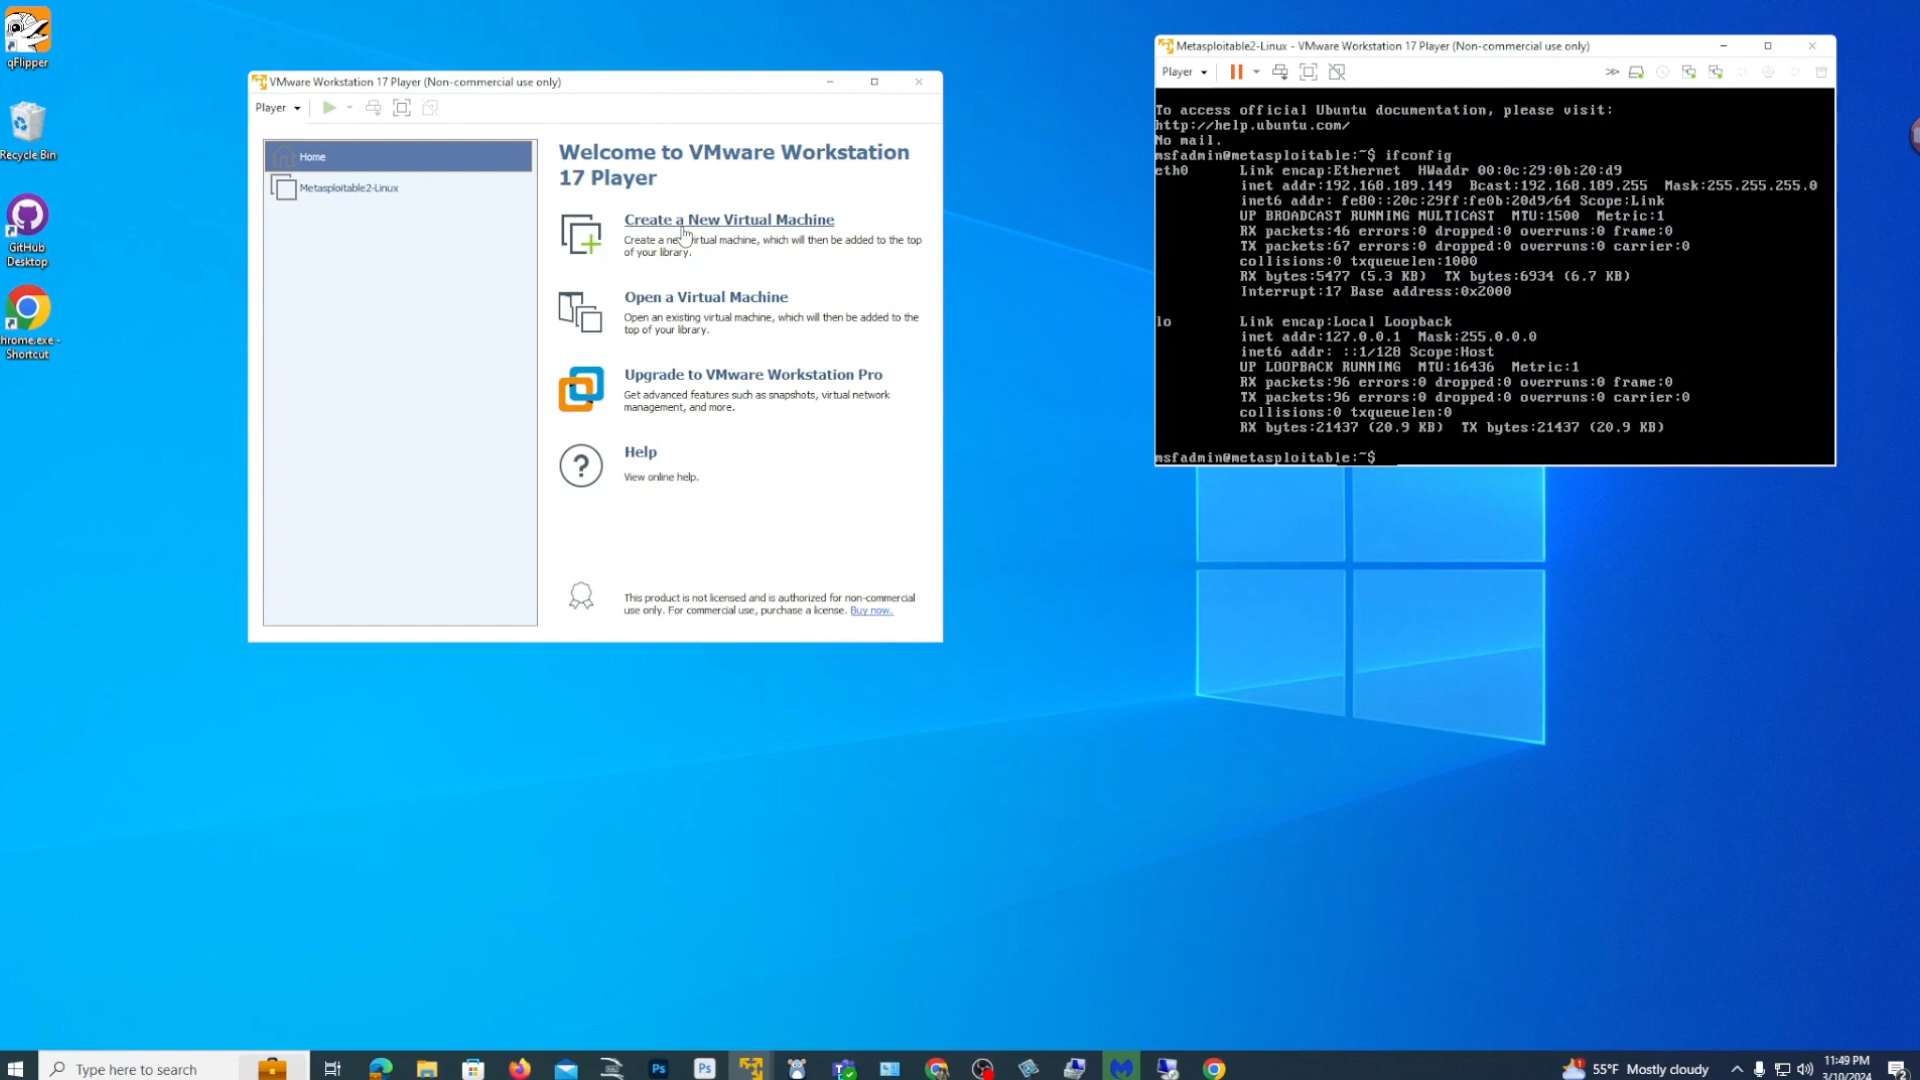 qFlipper
Recycle Bin
GitHub
Desktop
hrome.exe -
Shortcut
VMware Workstation 17 Player (Non-commercial use only)
Player
Home
Metasploitable2-Linux
Welcome to VMware Workstation
17 Player
Create a New Virtual Machine
Create a new virtual machine, which will then be added to the top
of your library.
Open a Virtual Machine
Open an existing virtual machine, which will then be added to the
top of your library.
Upgrade to VMware Workstation Pro
Get advanced features such as snapshots, virtual network
management, and more.
Help
View online help.
This product is not licensed and is authorized for non-commercial
use only. For commercial use, purchase a license. Buy now.
Metasploitable2-Linux - VMware Workstation 17 Player (Non-commercial use only)
Player
To access official Ubuntu documentation, please visit:
http://help.ubuntu.com/
No mail.
msfadmin@metasploitable:~$ ifconfig
eth0 Link encap:Ethernet HWaddr 00:0c:29:0b:20:d9
inet addr:192.168.189.149 Bcast:192.168.189.255 Mask:255.255.255.0
inet6 addr: fe80::20c:29ff:fe0b:20d9/64 Scope:Link
UP BROADCAST RUNNING MULTICAST MTU:1500 Metric:1
RX packets:46 errors:0 dropped:0 overruns:0 frame:0
TX packets:67 errors:0 dropped:0 overruns:0 carrier:0
collisions:0 txqueuelen:1000
RX bytes:5477 (5.3 KB) TX bytes:6934 (6.7 KB)
Interrupt:17 Base address:0x2000
lo Link encap:Local Loopback
inet addr:127.0.0.1 Mask:255.0.0.0
inet6 addr: ::1/128 Scope:Host
UP LOOPBACK RUNNING MTU:16436 Metric:1
RX packets:96 errors:0 dropped:0 overruns:0 frame:0
TX packets:96 errors:0 dropped:0 overruns:0 carrier:0
collisions:0 txqueuelen:0
RX bytes:21437 (20.9 KB) TX bytes:21437 (20.9 KB)
msfadmin@metasploitable:~$
Type here to search
Ps
Ps
55°F Mostly cloudy
11:49 PM
3/10/2024
2